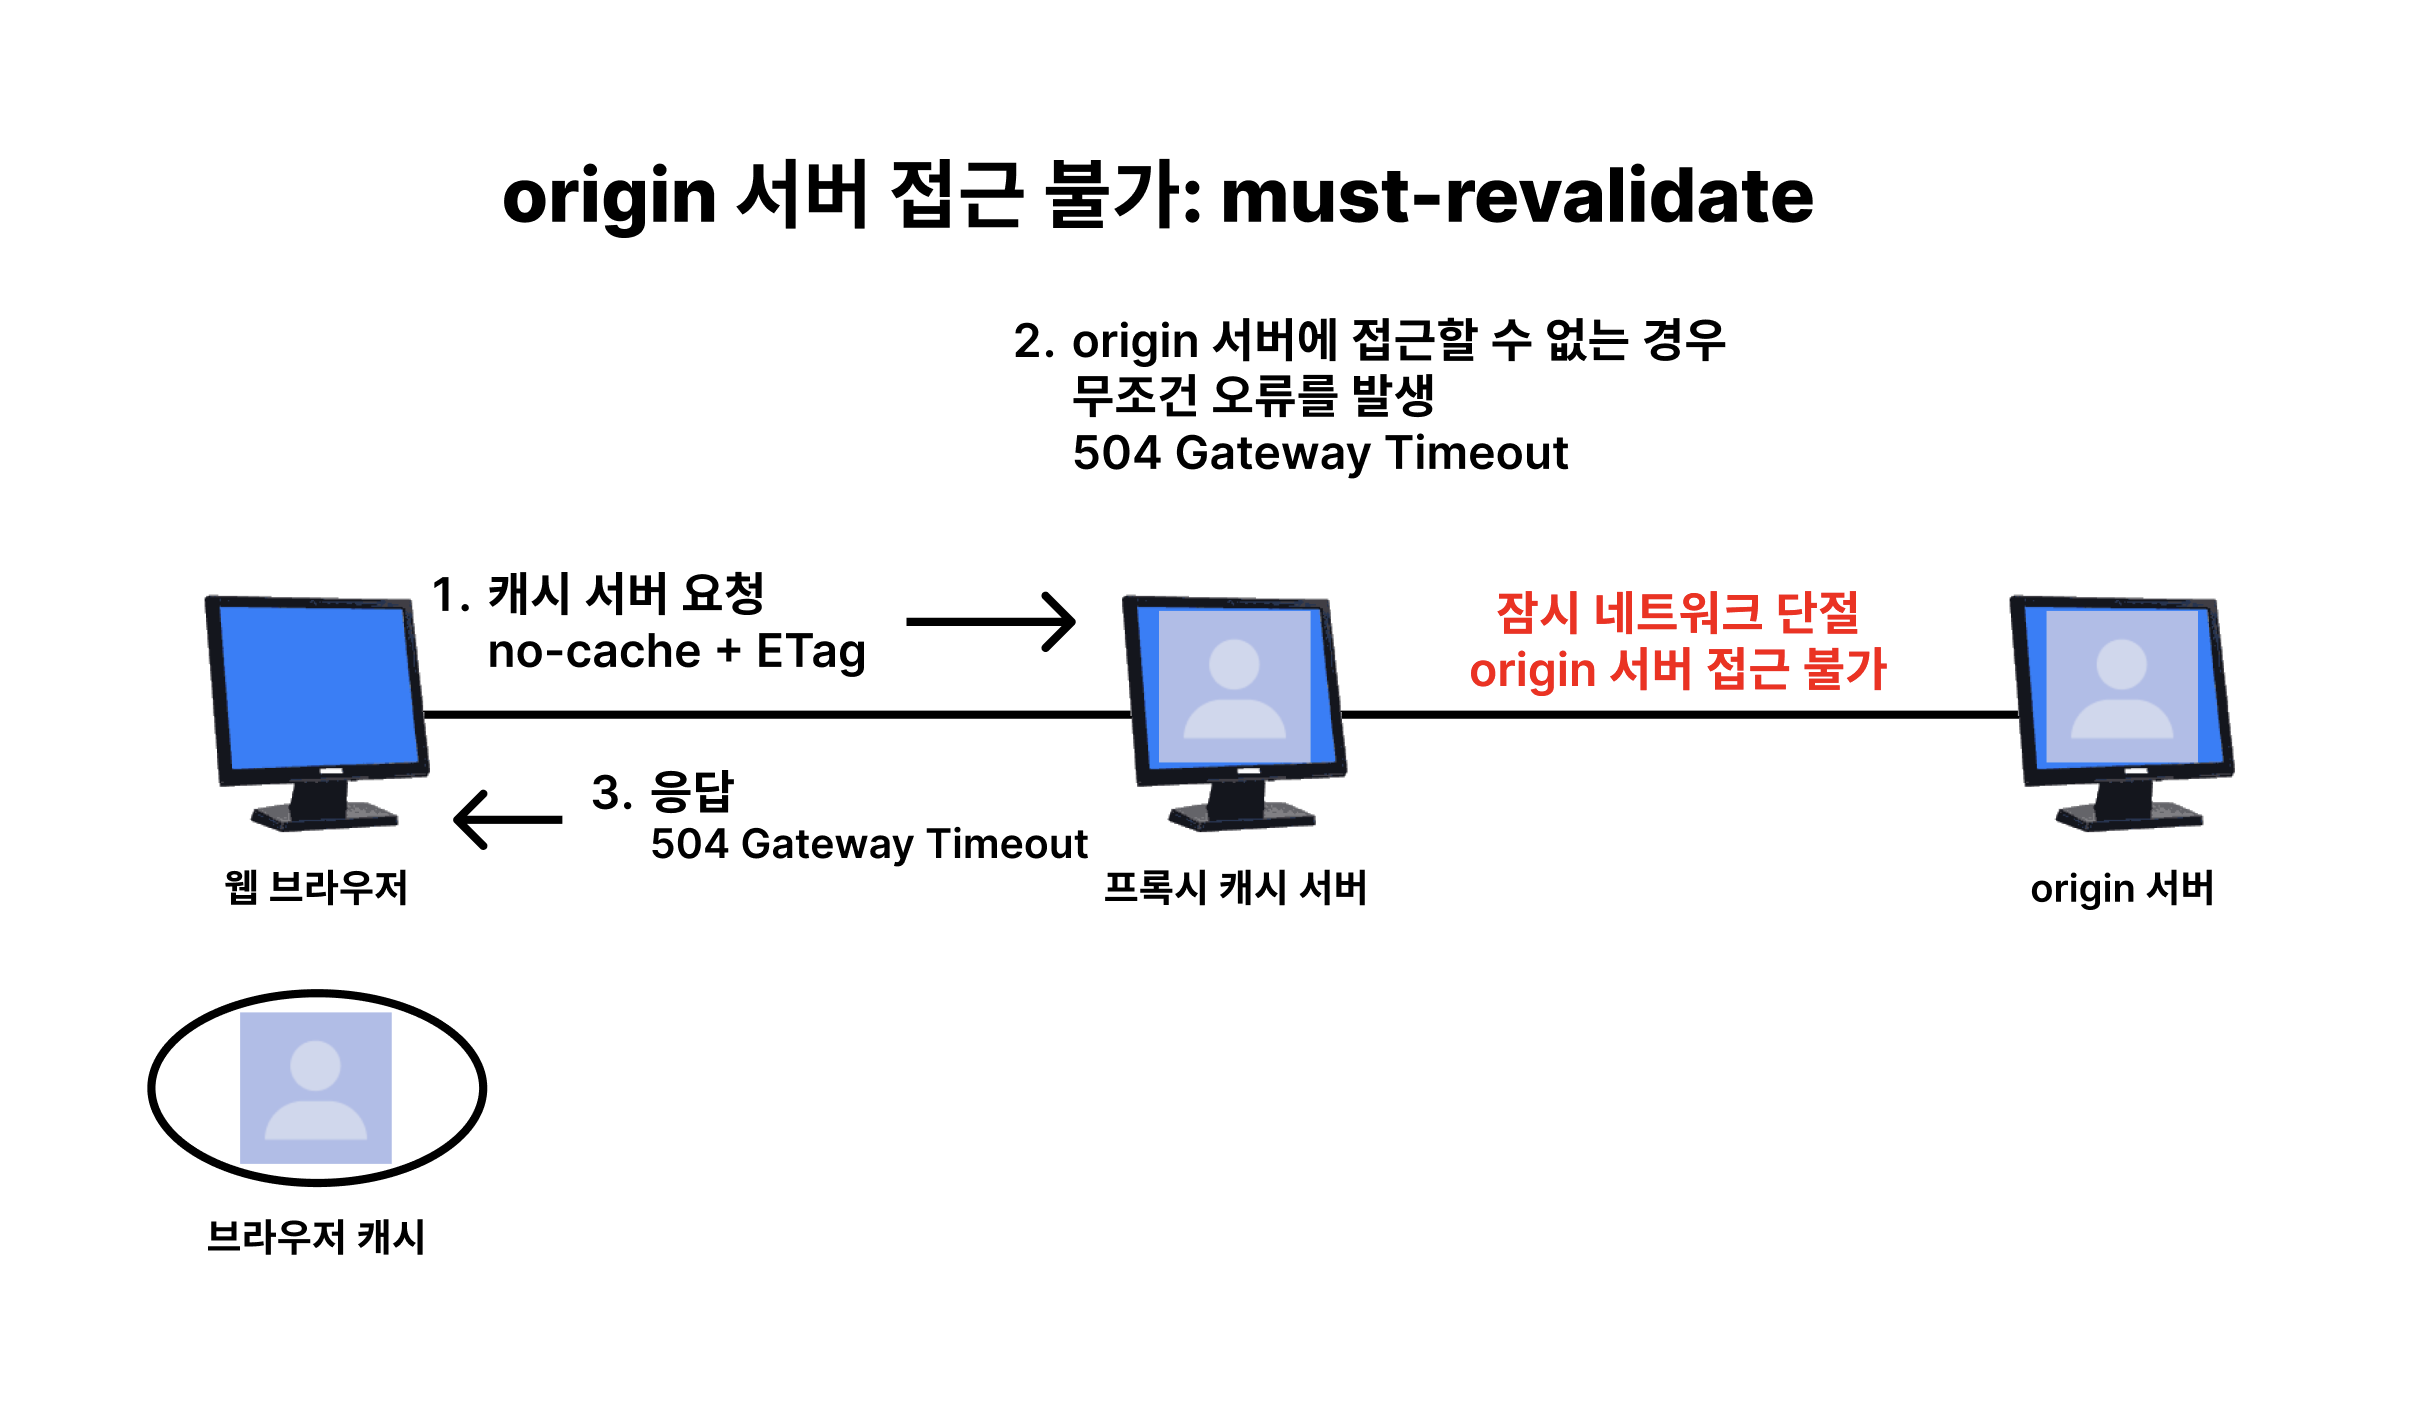 origin 서버 접근 불가: must-revalidate
2. origin 서버에 접근할 수 없는 경우
무조건 오류를 발생
504 Gateway Timeout
1. 캐시 서버 요청
no-cache + ETag
잠시 네트워크 단절
origin 서버 접근 불가
3. 응답
504 Gateway Timeout
웹 브라우저
프록시 캐시 서버
origin 서버
브라우저 캐시